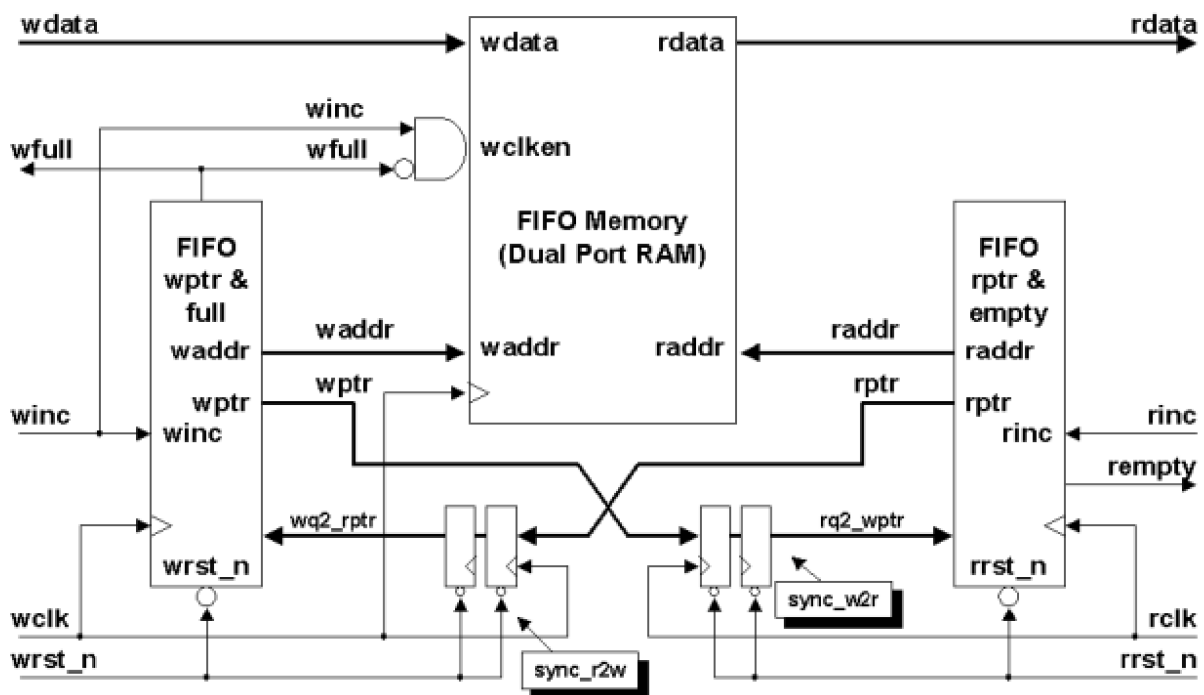 wdata
wdata
rdata
rdata
winc
wclken
wfull
wfull
FIFO Memory
(Dual Port RAM)
FIFO
wptr &
full
FIFO
rptr &
empty
waddr
waddr
waddr
raddr
raddr
raddr
wptr
wptr
rptr
rptr
winc
winc
rinc
rinc
rempty
wq2_rptr
rq2_wptr
wrst_n
rrst_n
sync_w2r
wclk
rclk
wrst_n
sync_r2w
rrst_n